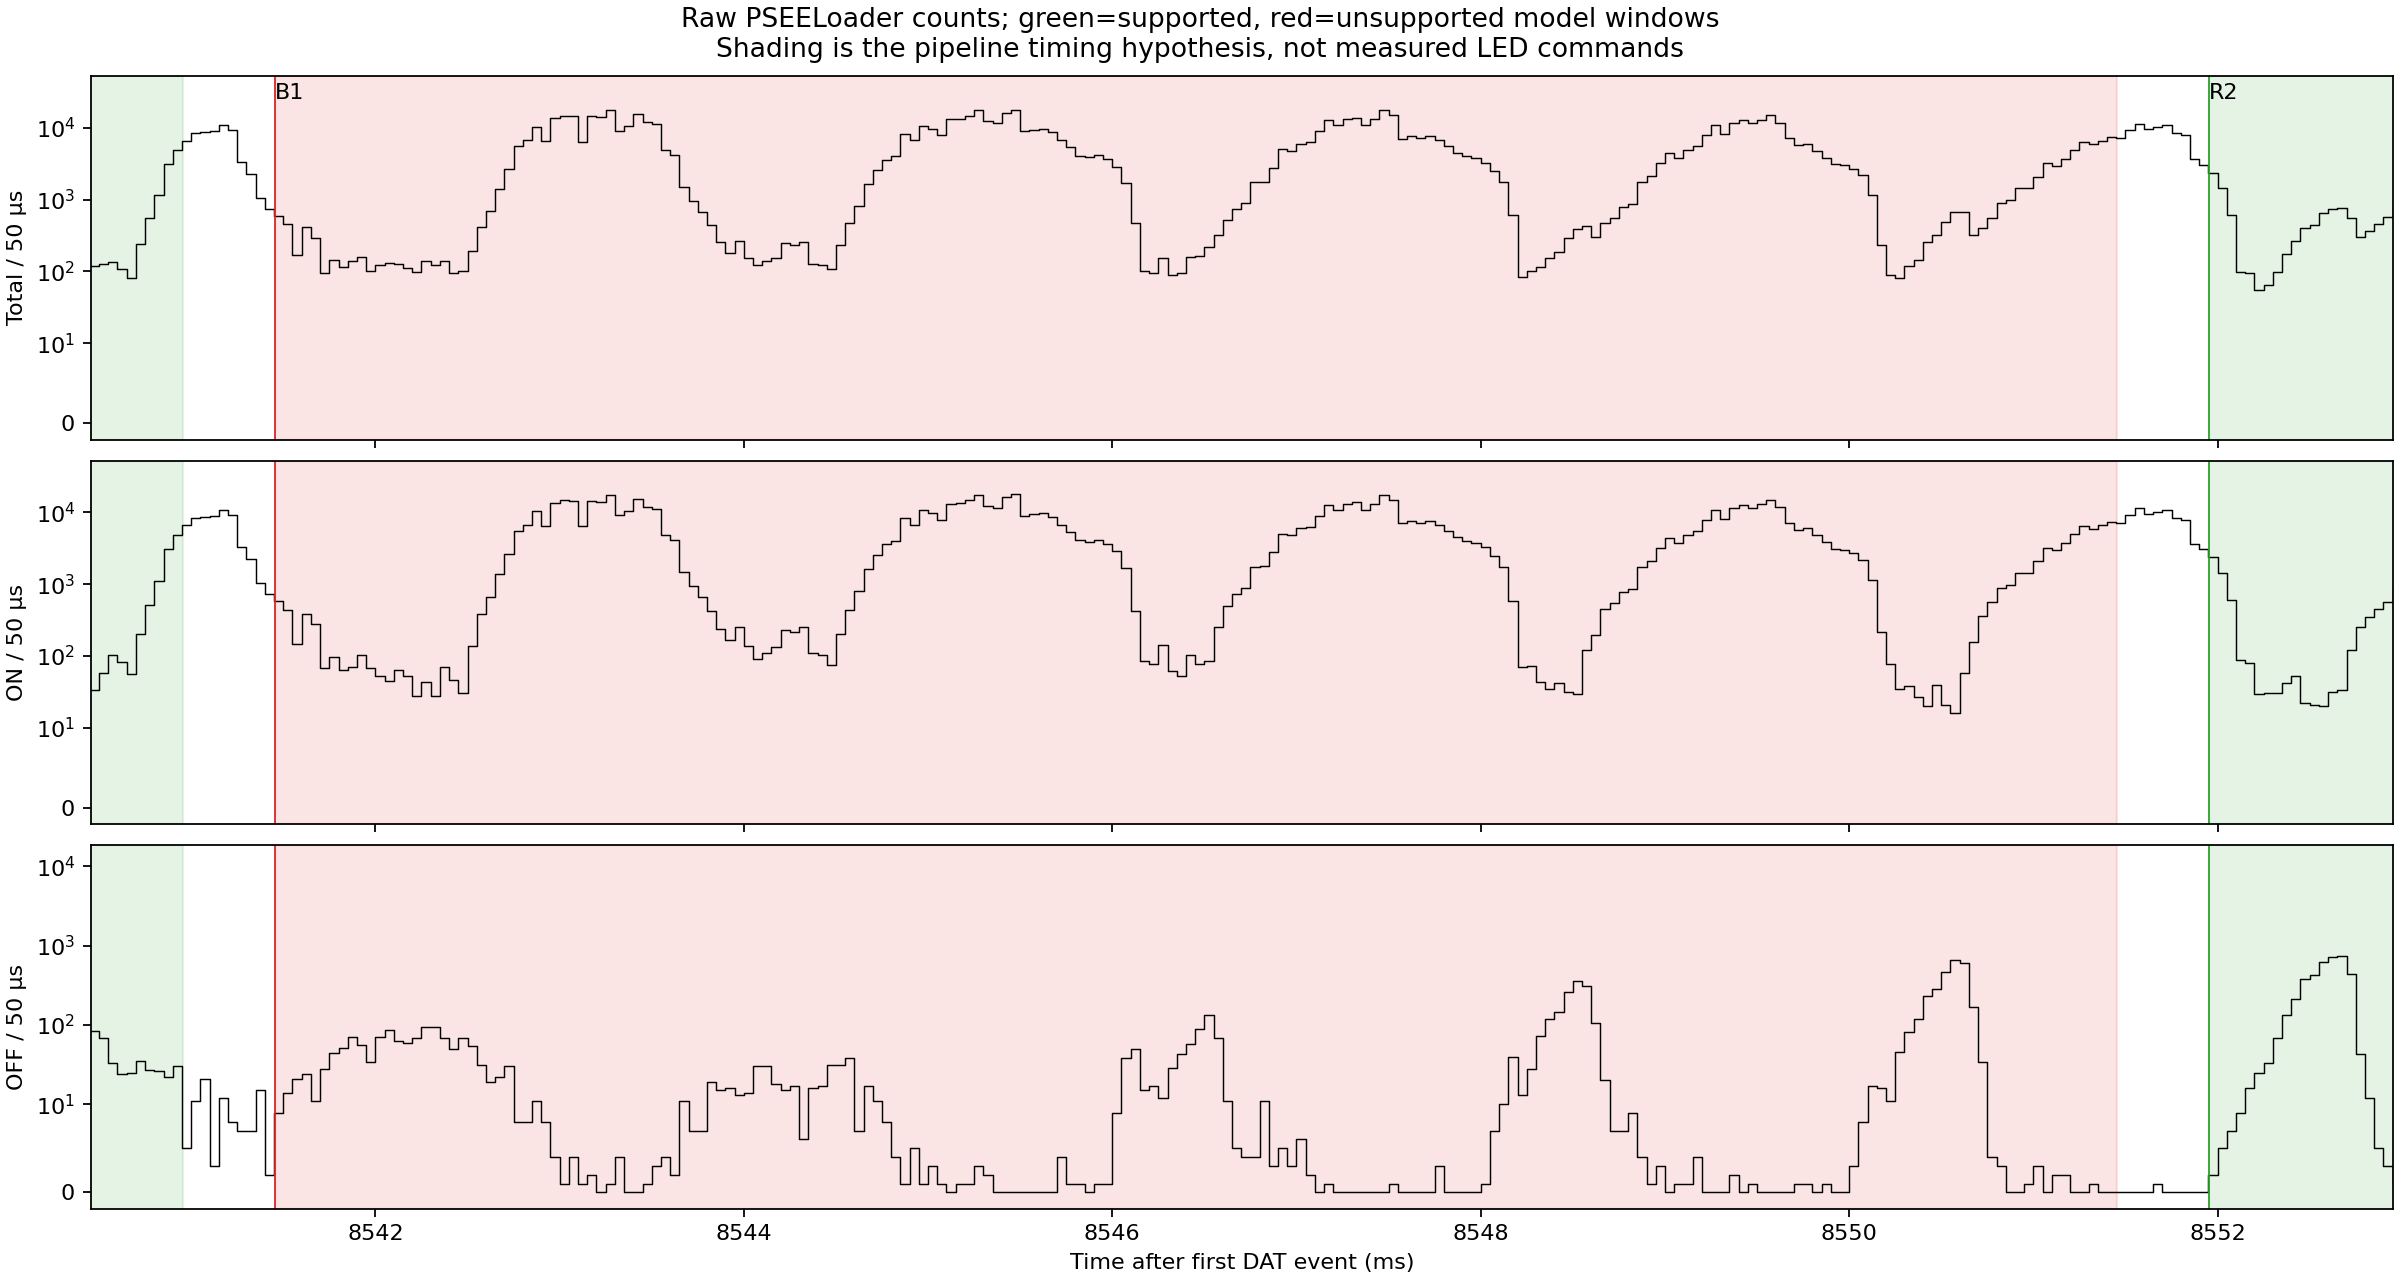 Raw PSEELoader counts; green=supported, red=unsupported model windows
Shading is the pipeline timing hypothesis, not measured LED commands
B1
R2
Total / 50 µs
10⁴
10³
10²
10¹
0
ON / 50 µs
10⁴
10³
10²
10¹
0
OFF / 50 µs
10⁴
10³
10²
10¹
0
8542 8544 8546 8548 8550 8552
Time after first DAT event (ms)